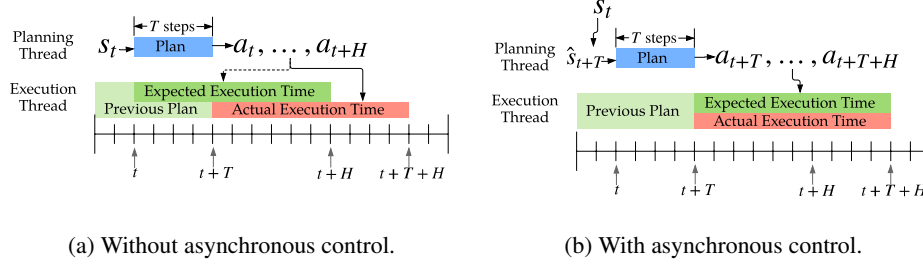 T steps
Planning
Thread
s_t
Plan
a_t, … , a_{t+H}
Execution
Thread
Expected Execution Time
Previous Plan
Actual Execution Time
t
t + T
t + H
t + T + H
(a) Without asynchronous control.
s_t
T steps
Planning
Thread
ŝ_{t+T}
Plan
a_{t+T}, … , a_{t+T+H}
Execution
Thread
Previous Plan
Expected Execution Time
Actual Execution Time
t
t + T
t + H
t + T + H
(b) With asynchronous control.